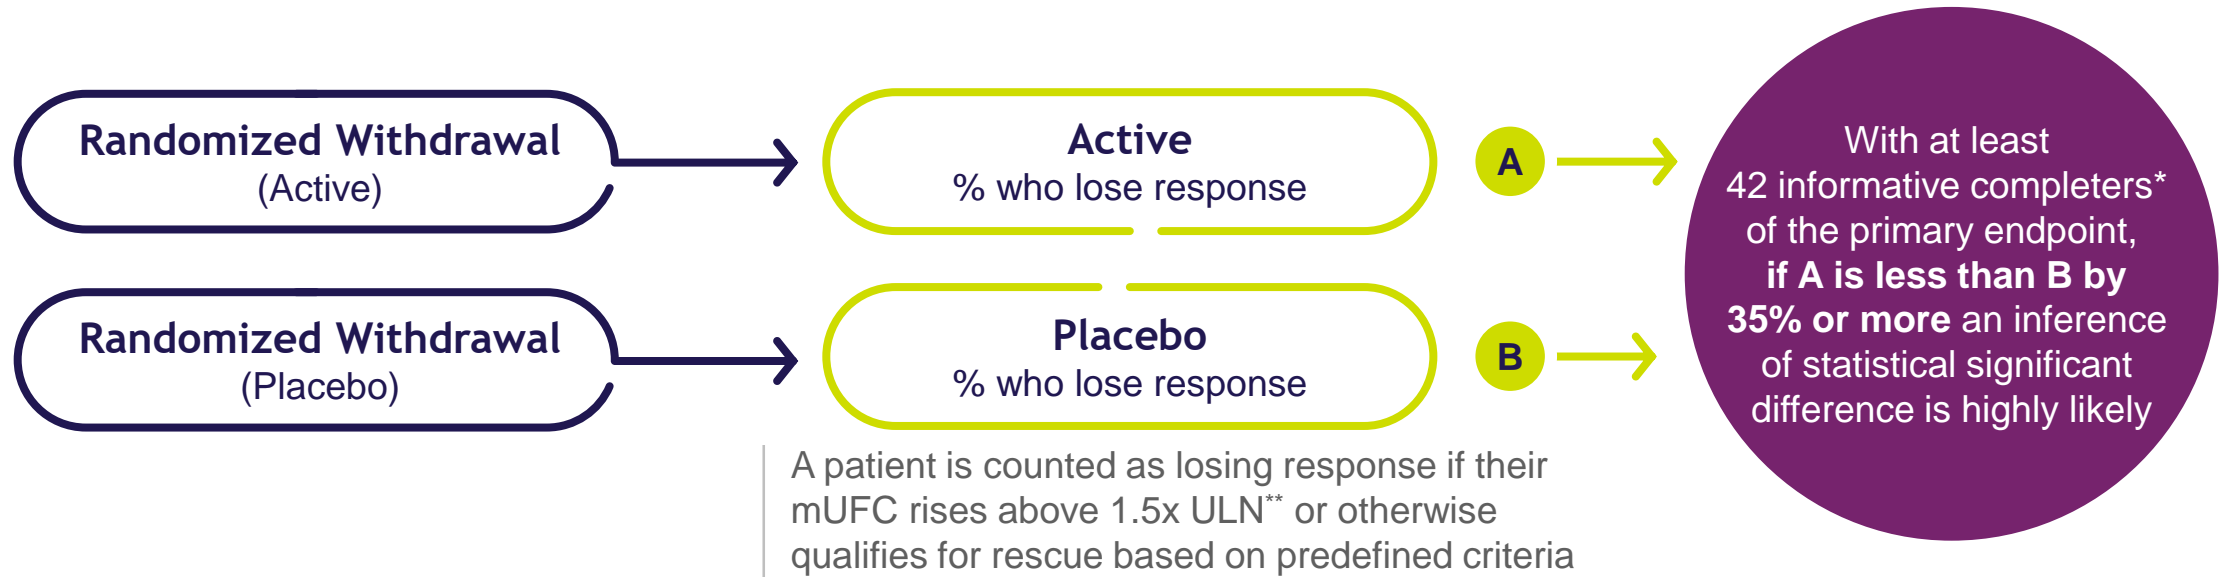 Randomized Withdrawal
(Active)
Active
% who lose response
A
Randomized Withdrawal
(Placebo)
Placebo
% who lose response
B
With at least
42 informative completers*
of the primary endpoint,
if A is less than B by
35% or more an inference
of statistical significant
difference is highly likely
A patient is counted as losing response if their
mUFC rises above 1.5x ULN** or otherwise
qualifies for rescue based on predefined criteria